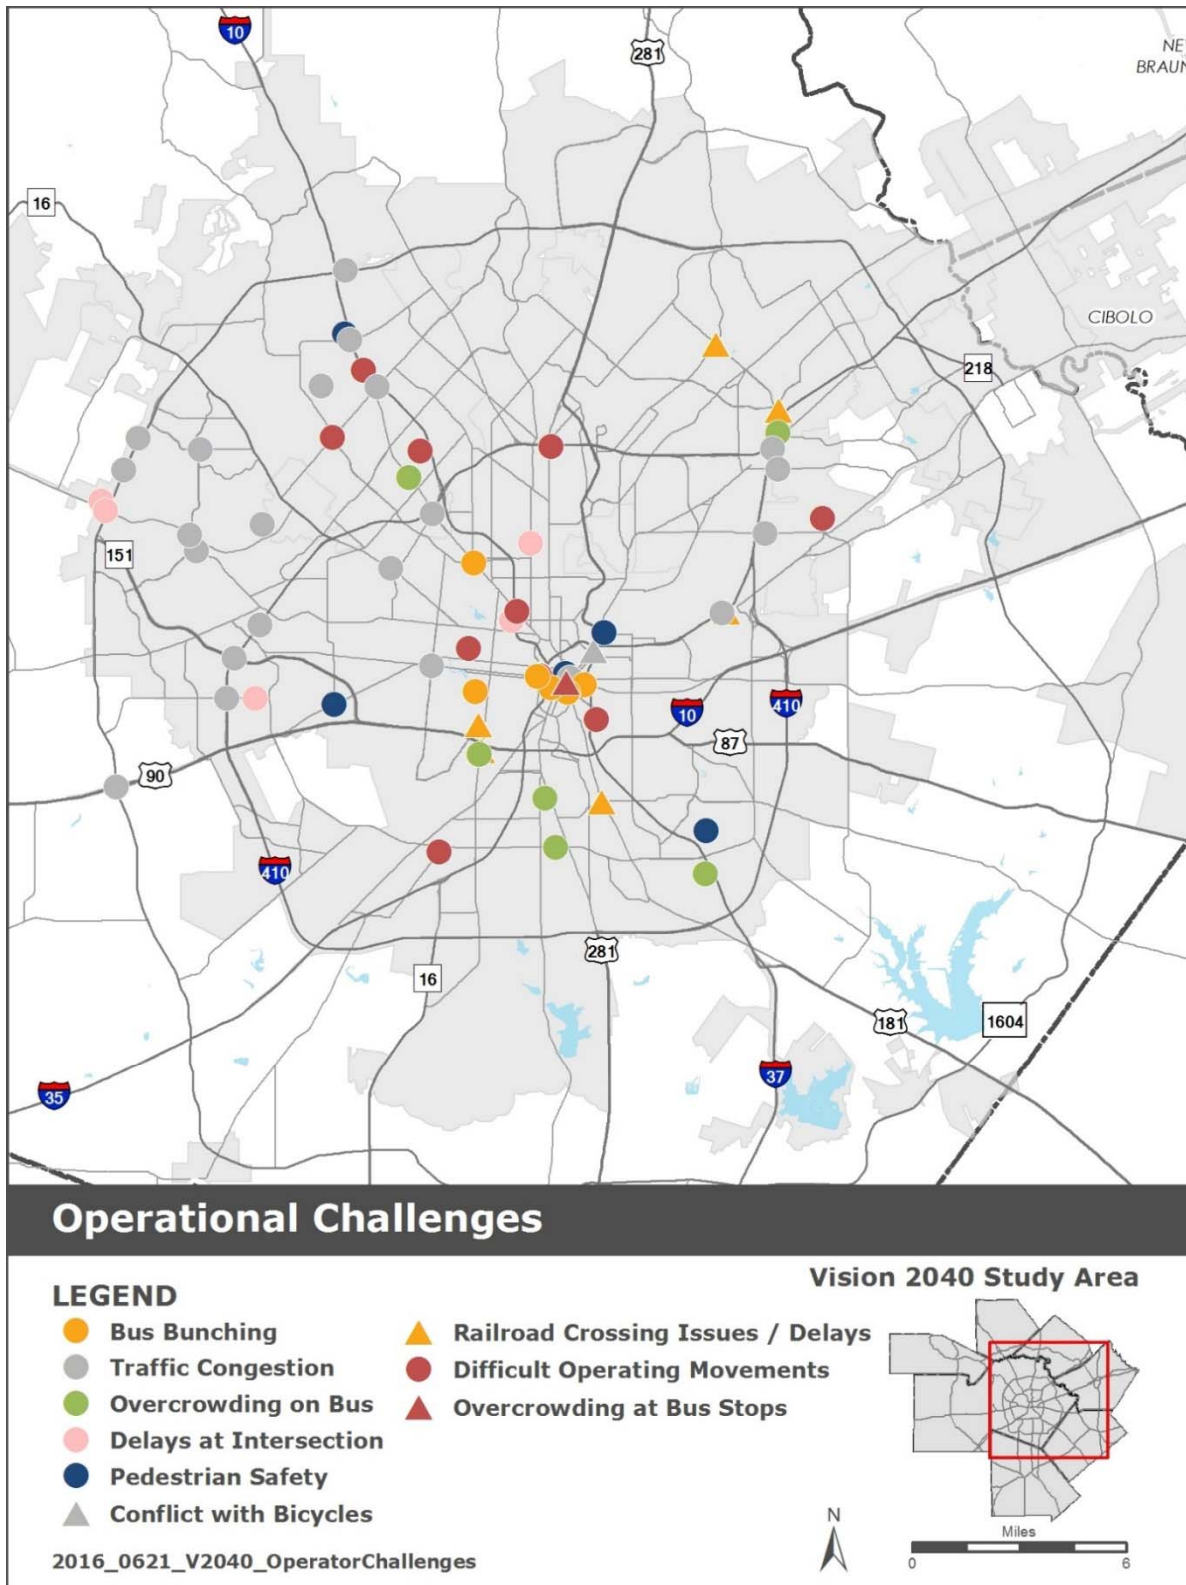 10
281
NE
BRAUN
16
CIBOLO
218
151
410
10
87
90
410
281
16
181
1604
37
35
Operational Challenges
Vision 2040 Study Area
LEGEND
Bus Bunching
Railroad Crossing Issues / Delays
Traffic Congestion
Difficult Operating Movements
Overcrowding on Bus
Overcrowding at Bus Stops
Delays at Intersection
Pedestrian Safety
Conflict with Bicycles
N
Miles
0 6
2016_0621_V2040_OperatorChallenges